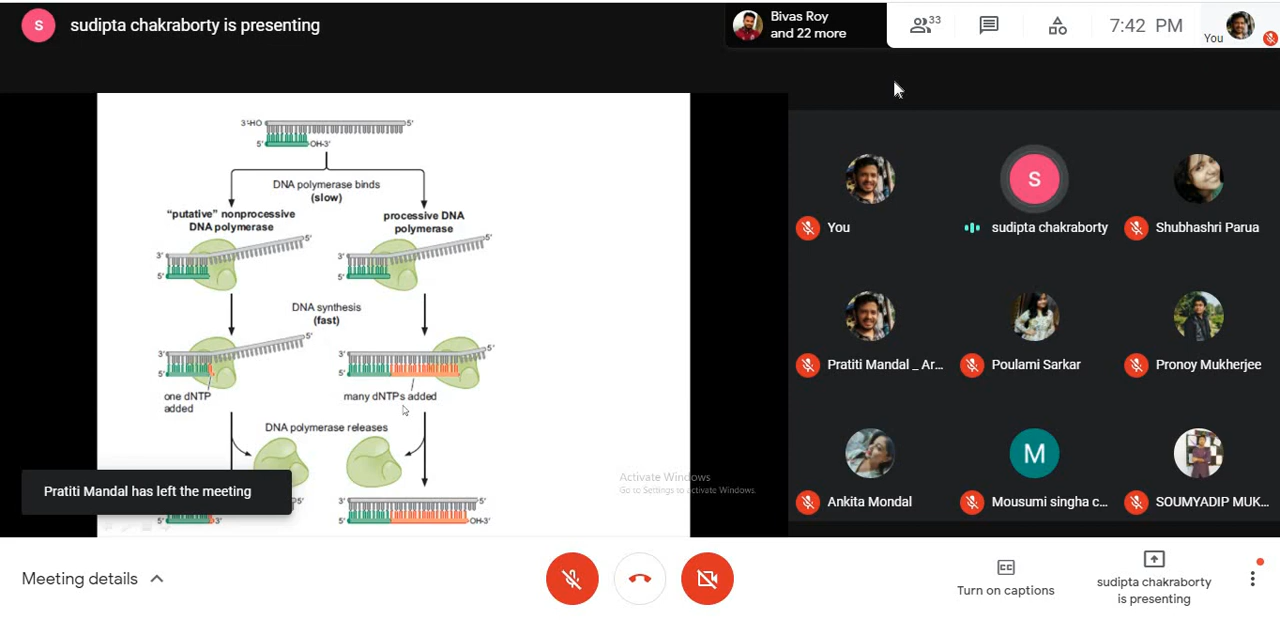 S
sudipta chakraborty is presenting
Bivas Roy
and 22 more
33
7:42 PM
You
3'-HO
5'
5'
OH-3'
DNA polymerase binds
(slow)
"putative" nonprocessive
DNA polymerase
processive DNA
polymerase
5'
3'
5'
5'
3'
5'
DNA synthesis
(fast)
5'
3'
5'
5'
3'
5'
one dNTP
added
many dNTPs added
DNA polymerase releases
5'
5'
3'
3'
5'
5'
OH-3'
Pratiti Mandal has left the meeting
Activate Windows
Go to Settings to activate Windows.
S
You
sudipta chakraborty
Shubhashri Parua
Pratiti Mandal _ Ar...
Poulami Sarkar
Pronoy Mukherjee
M
Ankita Mondal
Mousumi singha c...
SOUMYADIP MUK...
Meeting details
CC
Turn on captions
sudipta chakraborty
is presenting